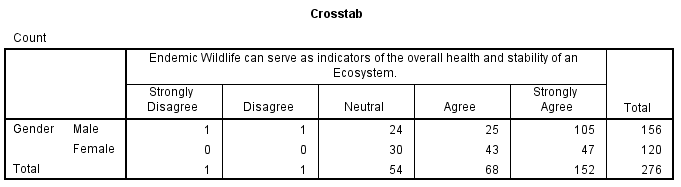 Crosstab
Count
Endemic Wildlife can serve as indicators of the overall health and stability of an
Ecosystem.
Strongly Disagree Disagree Neutral Agree Strongly Agree Total
Gender Male 1 1 24 25 105 156
Female 0 0 30 43 47 120
Total 1 1 54 68 152 276